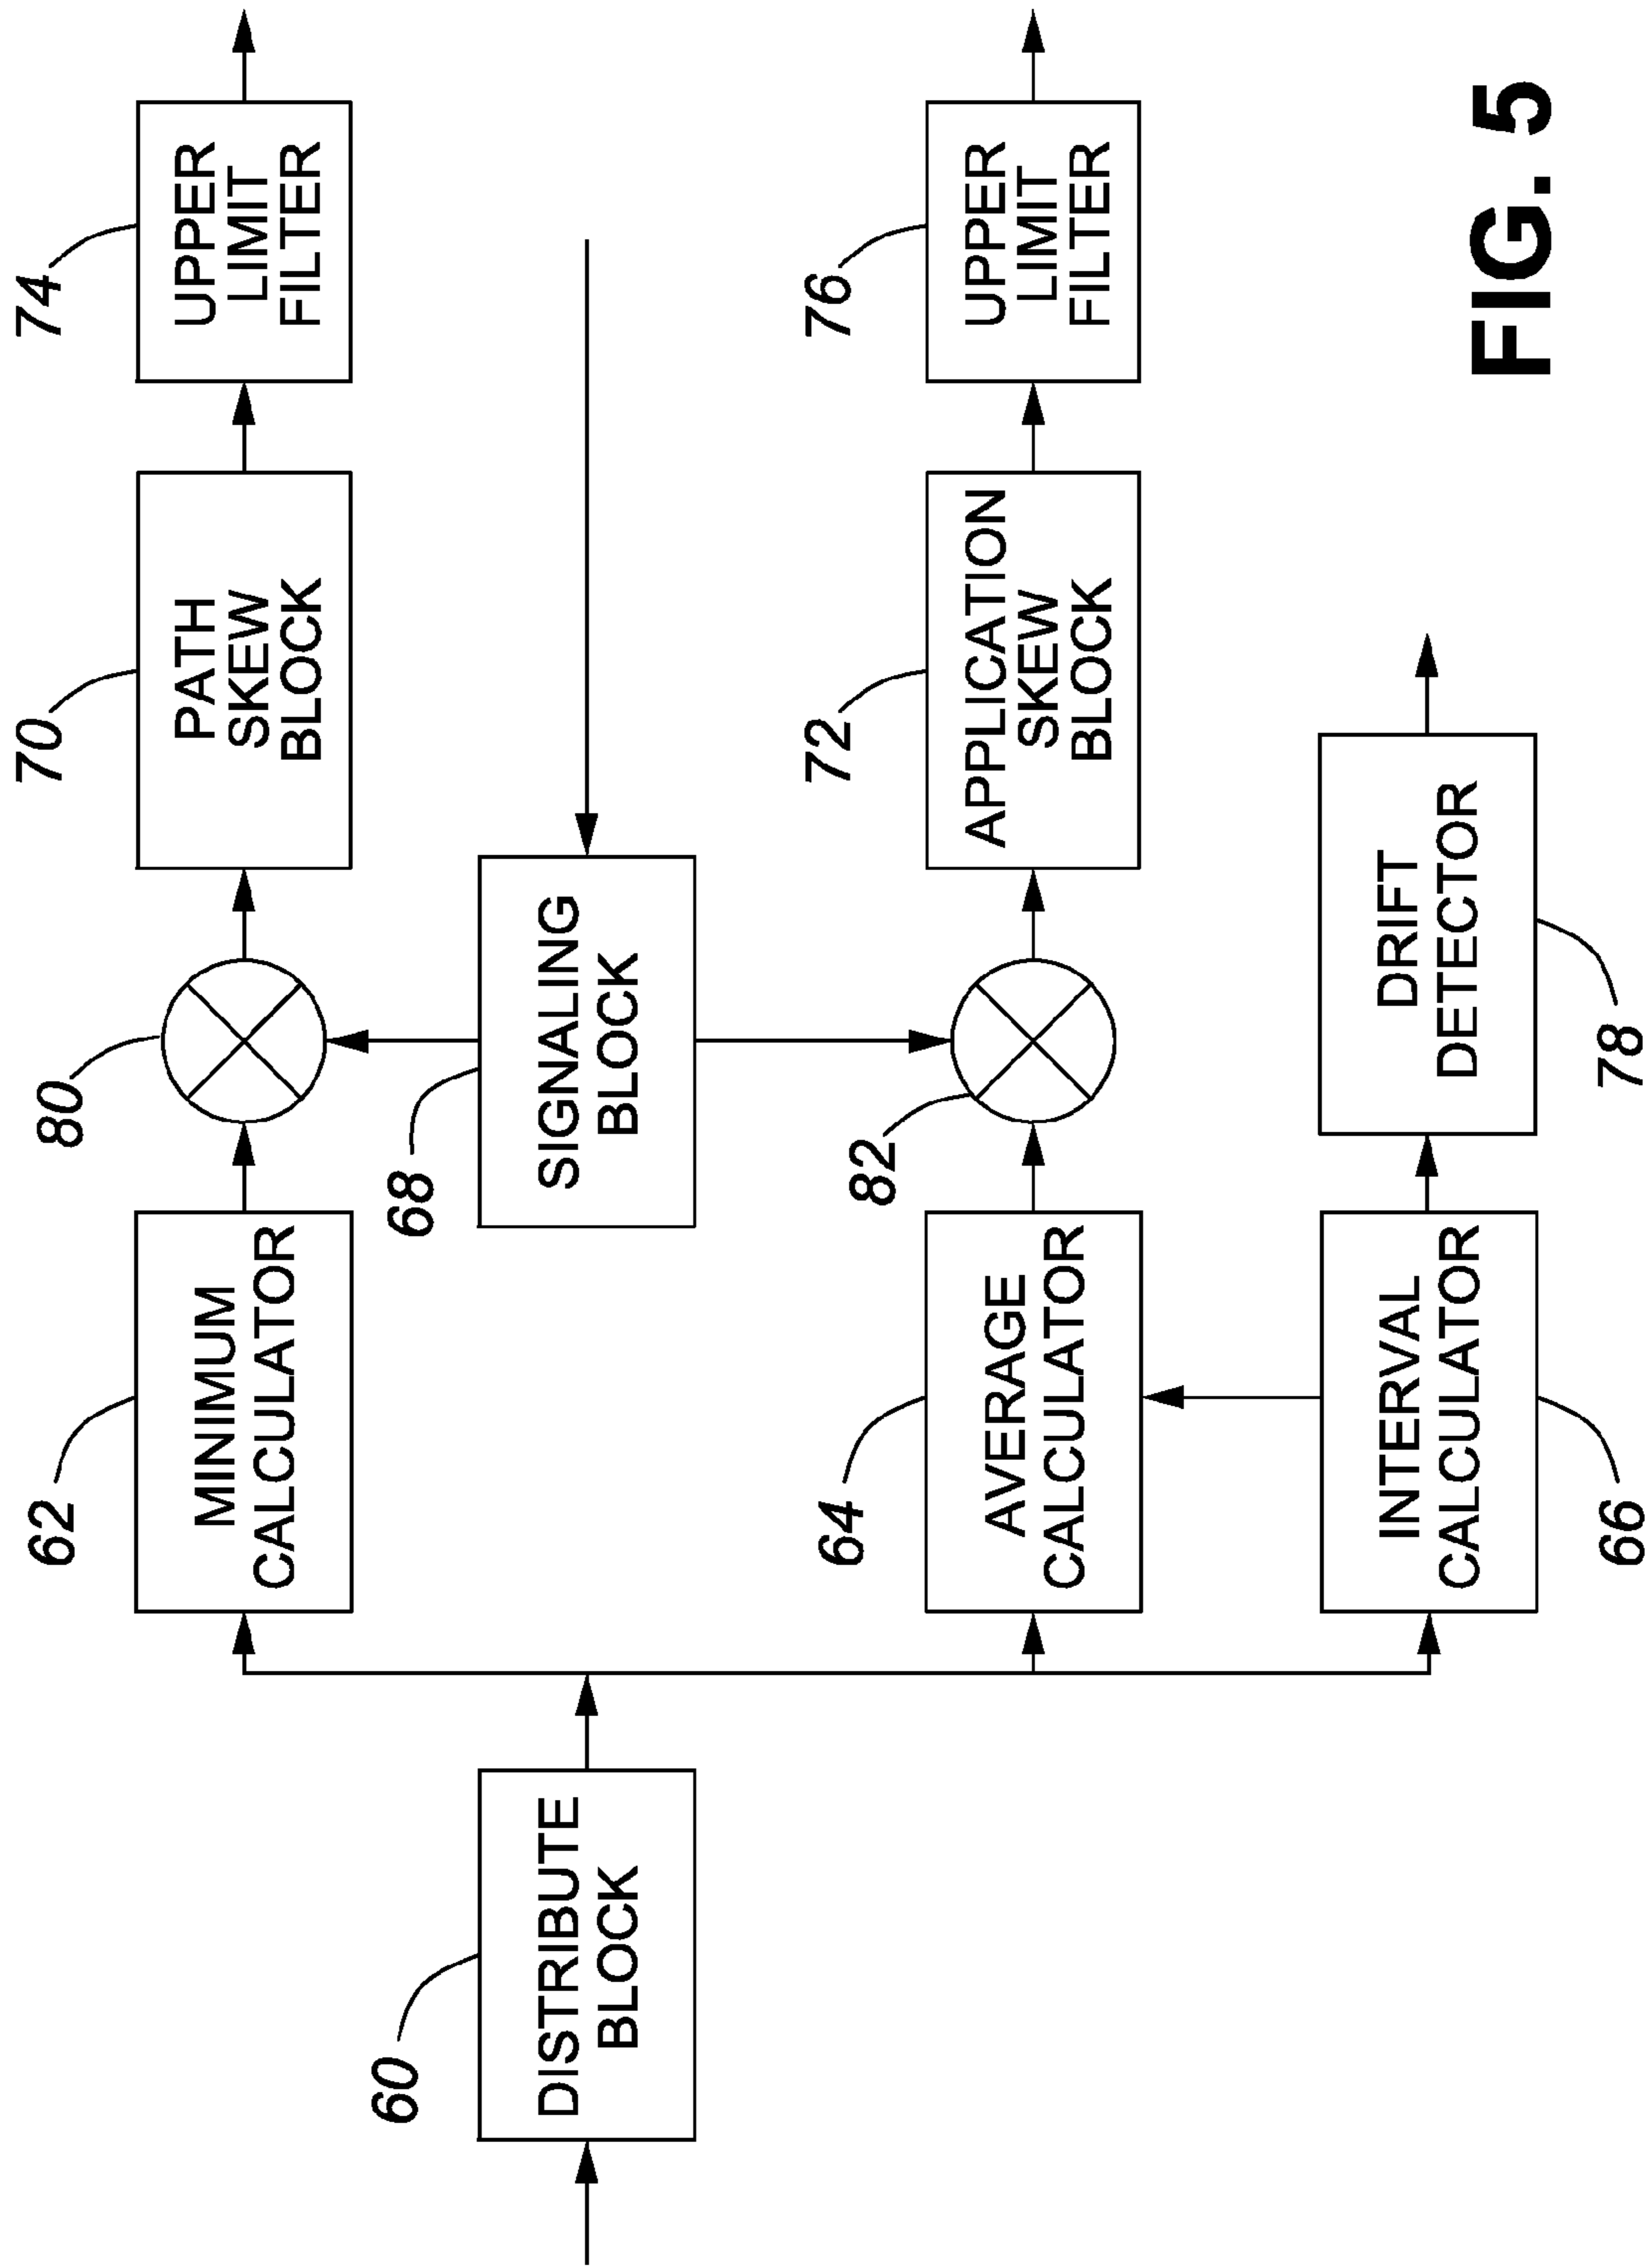 60
DISTRIBUTE
BLOCK
62
MINIMUM
CALCULATOR
64
AVERAGE
CALCULATOR
66
INTERVAL
CALCULATOR
68
SIGNALING
BLOCK
80
82
70
PATH
SKEW
BLOCK
72
APPLICATION
SKEW
BLOCK
78
DRIFT
DETECTOR
74
UPPER
LIMIT
FILTER
76
UPPER
LIMIT
FILTER
FIG. 5